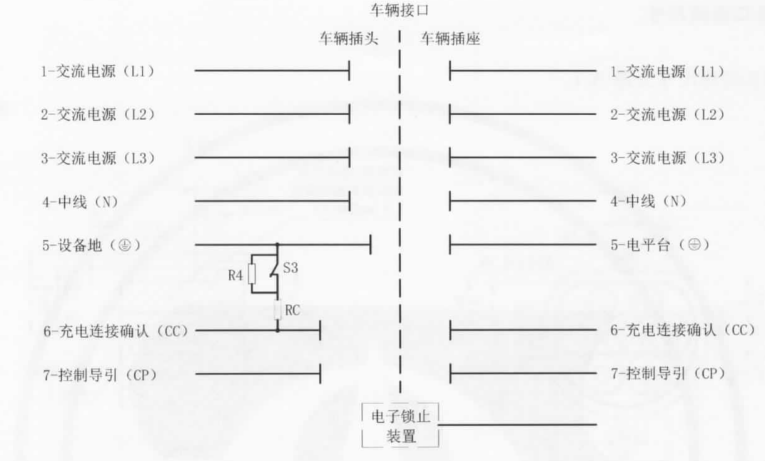 车辆接口
车辆插头 车辆插座
1-交流电源（L1） 1-交流电源（L1）
2-交流电源（L2） 2-交流电源（L2）
3-交流电源（L3） 3-交流电源（L3）
4-中线（N） 4-中线（N）
5-设备地（⏚） 5-电平台（⏚）
R4 S3
RC
6-充电连接确认（CC） 6-充电连接确认（CC）
7-控制导引（CP） 7-控制导引（CP）
电子锁止
装置